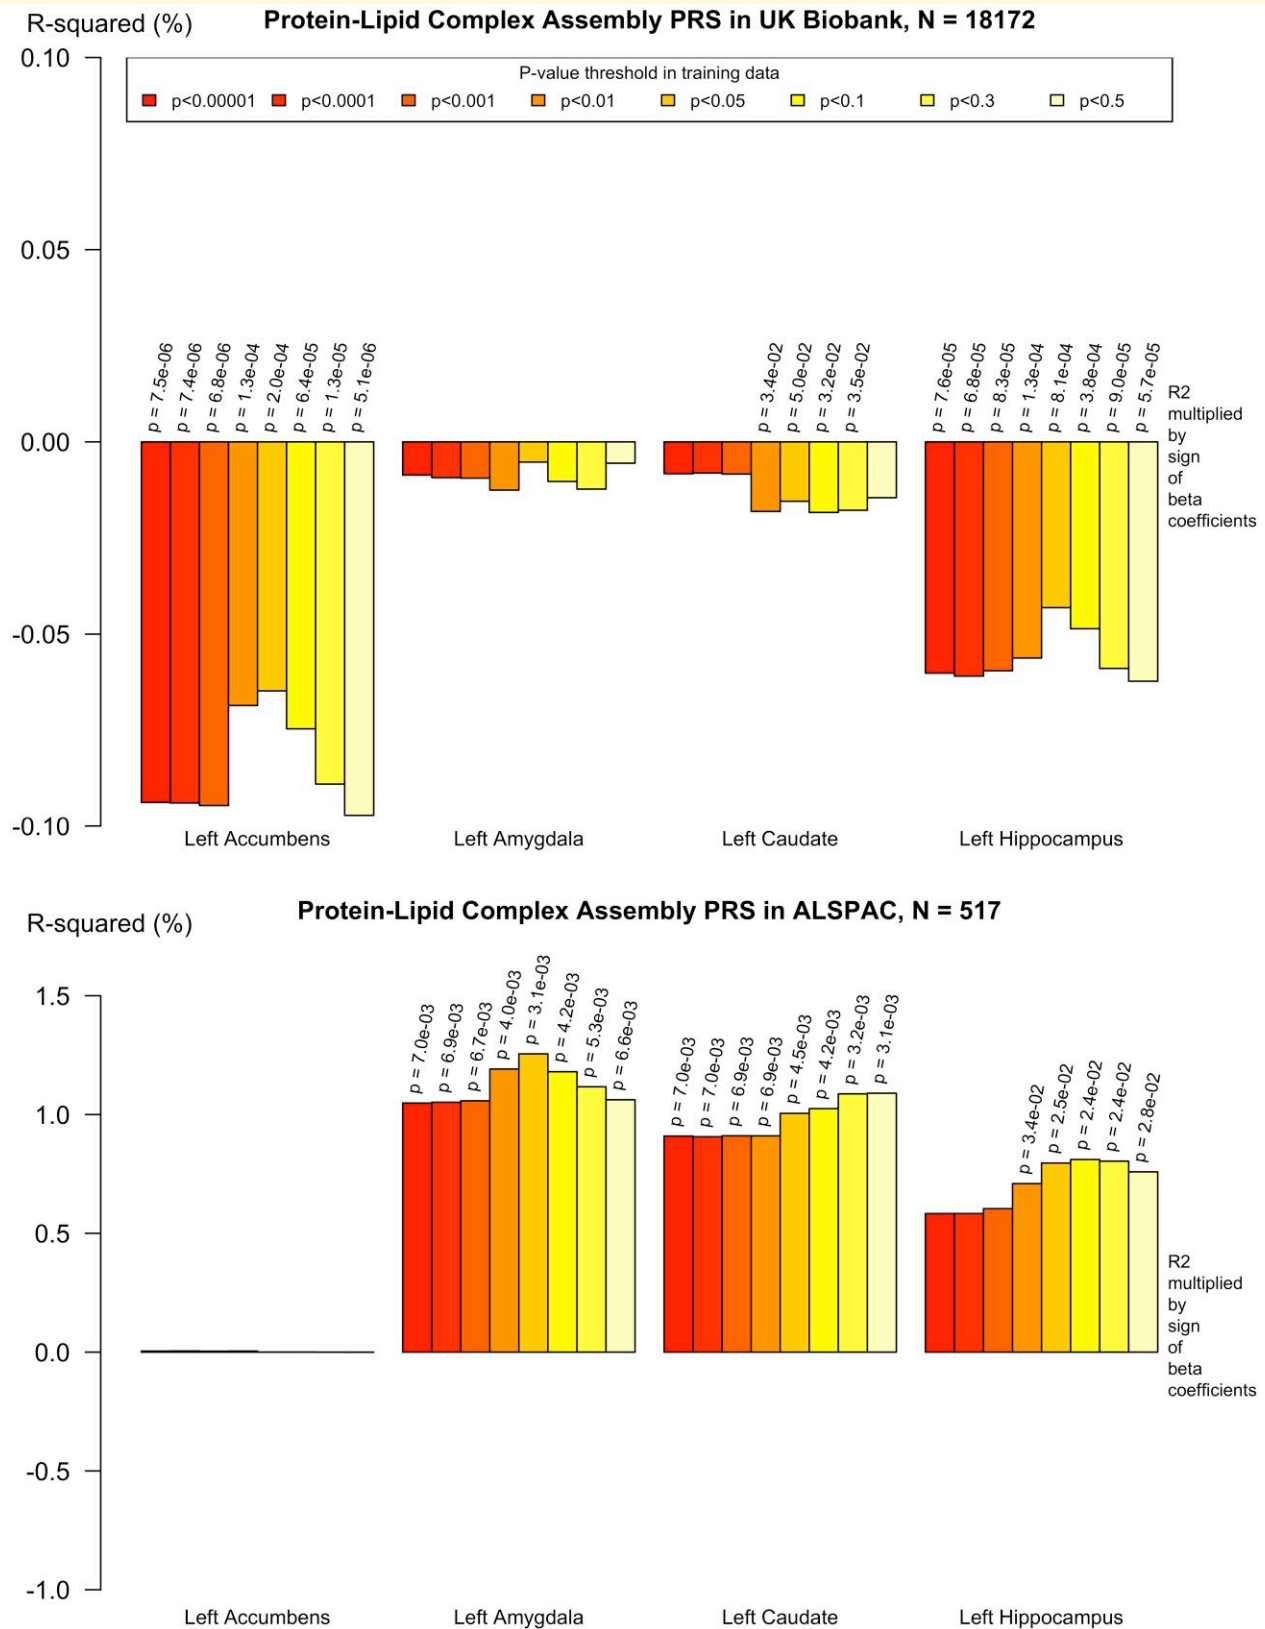 R-squared (%)
Protein-Lipid Complex Assembly PRS in UK Biobank, N = 18172
0.10
P-value threshold in training data
p<0.00001 p<0.0001 p<0.001 p<0.01 p<0.05 p<0.1 p<0.3 p<0.5
0.05
p = 7.5e-06
p = 7.4e-06
p = 6.8e-06
p = 1.3e-04
p = 2.0e-04
p = 6.4e-05
p = 1.3e-05
p = 5.1e-06
p = 3.4e-02
p = 5.0e-02
p = 3.2e-02
p = 3.5e-02
p = 7.6e-05
p = 6.8e-05
p = 8.3e-05
p = 1.3e-04
p = 8.1e-04
p = 3.8e-04
p = 9.0e-05
p = 5.7e-05
R2
multiplied
by
sign
of
beta
coefficients
0.00
-0.05
-0.10
Left Accumbens Left Amygdala Left Caudate Left Hippocampus
R-squared (%)
Protein-Lipid Complex Assembly PRS in ALSPAC, N = 517
1.5
p = 7.0e-03
p = 6.9e-03
p = 6.7e-03
p = 4.0e-03
p = 3.1e-03
p = 4.2e-03
p = 5.3e-03
p = 6.6e-03
p = 7.0e-03
p = 7.0e-03
p = 6.9e-03
p = 6.9e-03
p = 4.5e-03
p = 4.2e-03
p = 3.2e-03
p = 3.1e-03
p = 3.4e-02
p = 2.5e-02
p = 2.4e-02
p = 2.4e-02
p = 2.8e-02
1.0
0.5
R2
multiplied
by
sign
of
beta
coefficients
0.0
-0.5
-1.0
Left Accumbens Left Amygdala Left Caudate Left Hippocampus